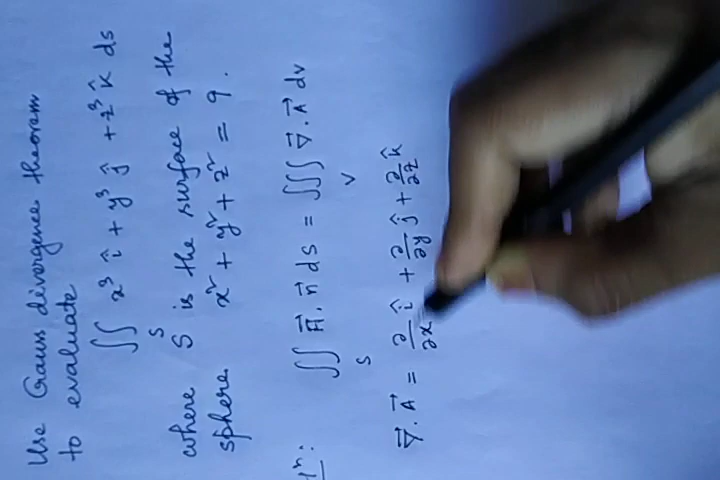 Use Gauss divergence theorem
to evaluate
∬ x³ î + y³ ĵ + z³ k̂ ds
S
where S is the surface of the
sphere x² + y² + z² = 9.
∬ A⃗ . n⃗ ds = ∭ ∇⃗ . A⃗ dv
S V
∇⃗ . A⃗ = ∂/∂x î + ∂/∂y ĵ + ∂/∂z k̂